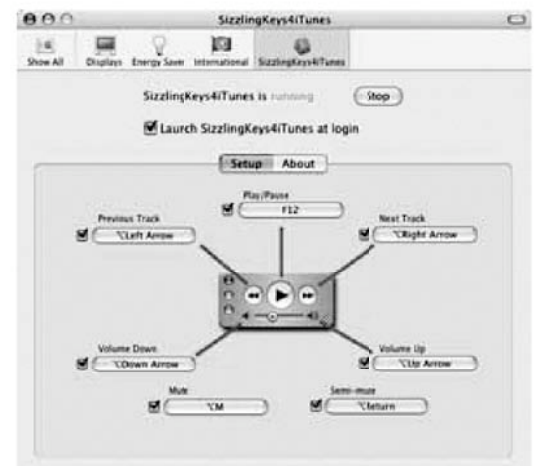 SizzlingKeys4iTunes
Show All Displays Energy Saver International SizzlingKeys4iTunes
SizzlingKeys4iTunes is running Stop
Launch SizzlingKeys4iTunes at login
Setup About
Play/Pause
F12
Previous Track Next Track
⌥Left Arrow ⌥Right Arrow
Volume Down Volume Up
⌥Down Arrow ⌥Up Arrow
Mute Semi-mute
⌥M ⌥Return